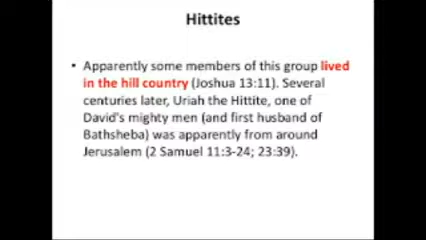 Hittites
• Apparently some members of this group lived
in the hill country (Joshua 13:11). Several
centuries later, Uriah the Hittite, one of
David's mighty men (and first husband of
Bathsheba) was apparently from around
Jerusalem (2 Samuel 11:3-24; 23:39).